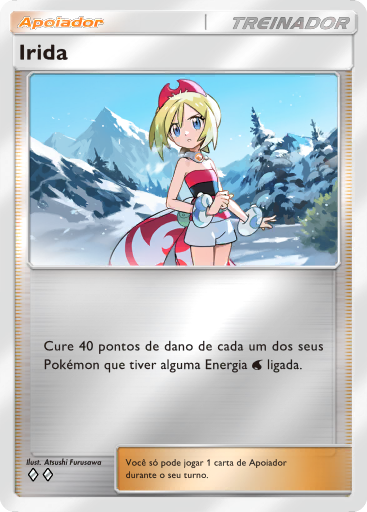 Apoiador
TREINADOR
Irida
Cure 40 pontos de dano de cada um dos seus
Pokémon que tiver alguma Energia ligada.
Ilust. Atsushi Furusawa
Você só pode jogar 1 carta de Apoiador
durante o seu turno.